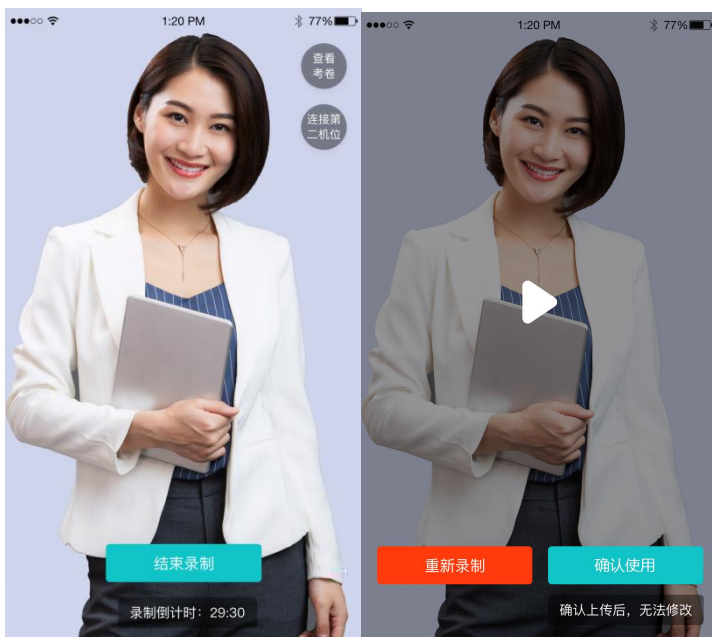 1:20 PM
77%
查看
考卷
连接第
二机位
结束录制
录制倒计时：29:30
1:20 PM
77%
重新录制
确认使用
确认上传后，无法修改